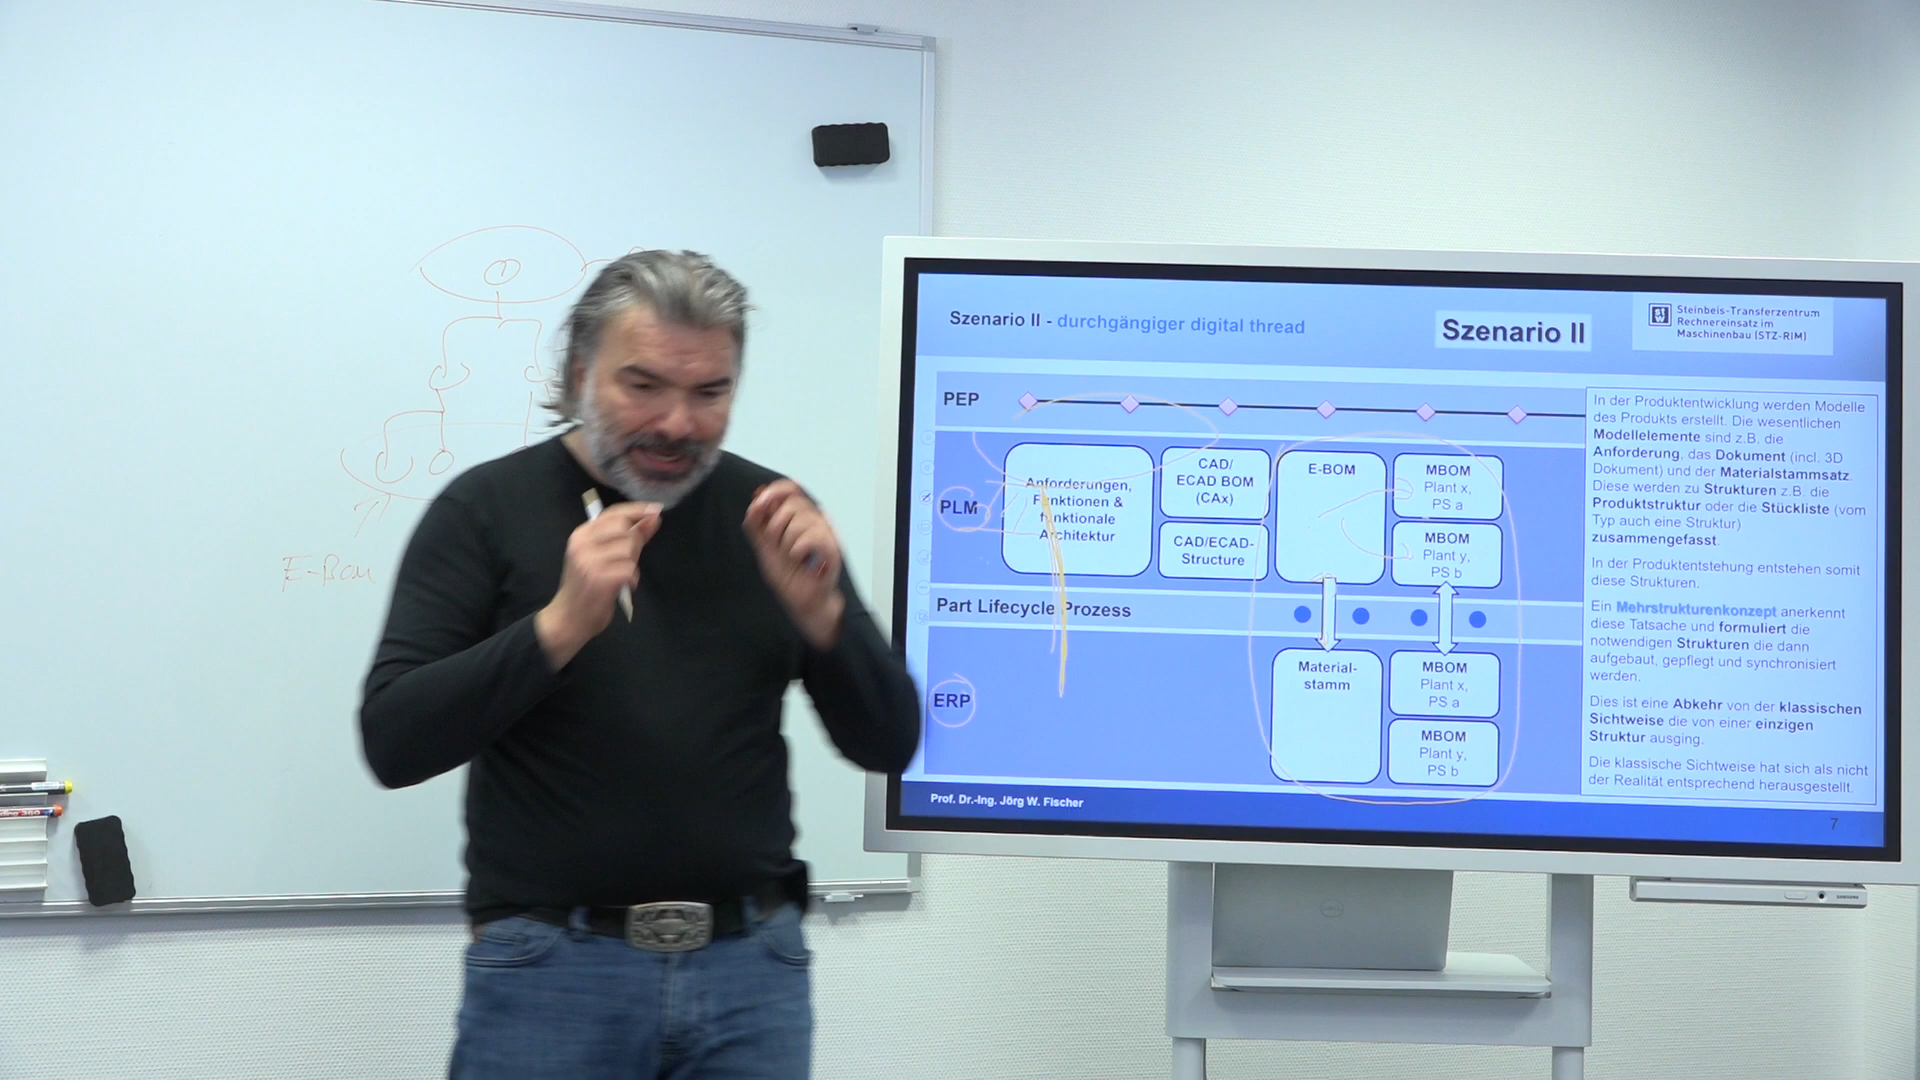 E-BOM
Szenario II - durchgängiger digital thread
Szenario II
Steinbeis-Transferzentrum
Rechnereinsatz im
Maschinenbau (STZ-RIM)
PEP
PLM
Anforderungen,
Funktionen &
funktionale
Architektur
CAD/
ECAD BOM
(CAx)
CAD/ECAD-
Structure
E-BOM
MBOM
Plant x,
PS a
MBOM
Plant y,
PS b
Part Lifecycle Prozess
ERP
Material-
stamm
MBOM
Plant x,
PS a
MBOM
Plant y,
PS b
In der Produktentwicklung werden Modelle
des Produkts erstellt. Die wesentlichen
Modellelemente sind z.B. die
Anforderung, das Dokument (incl. 3D
Dokument) und der Materialstammsatz.
Diese werden zu Strukturen z.B. die
Produktstruktur oder die Stückliste (vom
Typ auch eine Struktur)
zusammengefasst.
In der Produktentstehung entstehen somit
diese Strukturen.
Ein Mehrstrukturenkonzept anerkennt
diese Tatsache und formuliert die
notwendigen Strukturen die dann
aufgebaut, gepflegt und synchronisiert
werden.
Dies ist eine Abkehr von der klassischen
Sichtweise die von einer einzigen
Struktur ausging.
Die klassische Sichtweise hat sich als nicht
der Realität entsprechend herausgestellt.
Prof. Dr.-Ing. Jörg W. Fischer
7
SAMSUNG
DELL